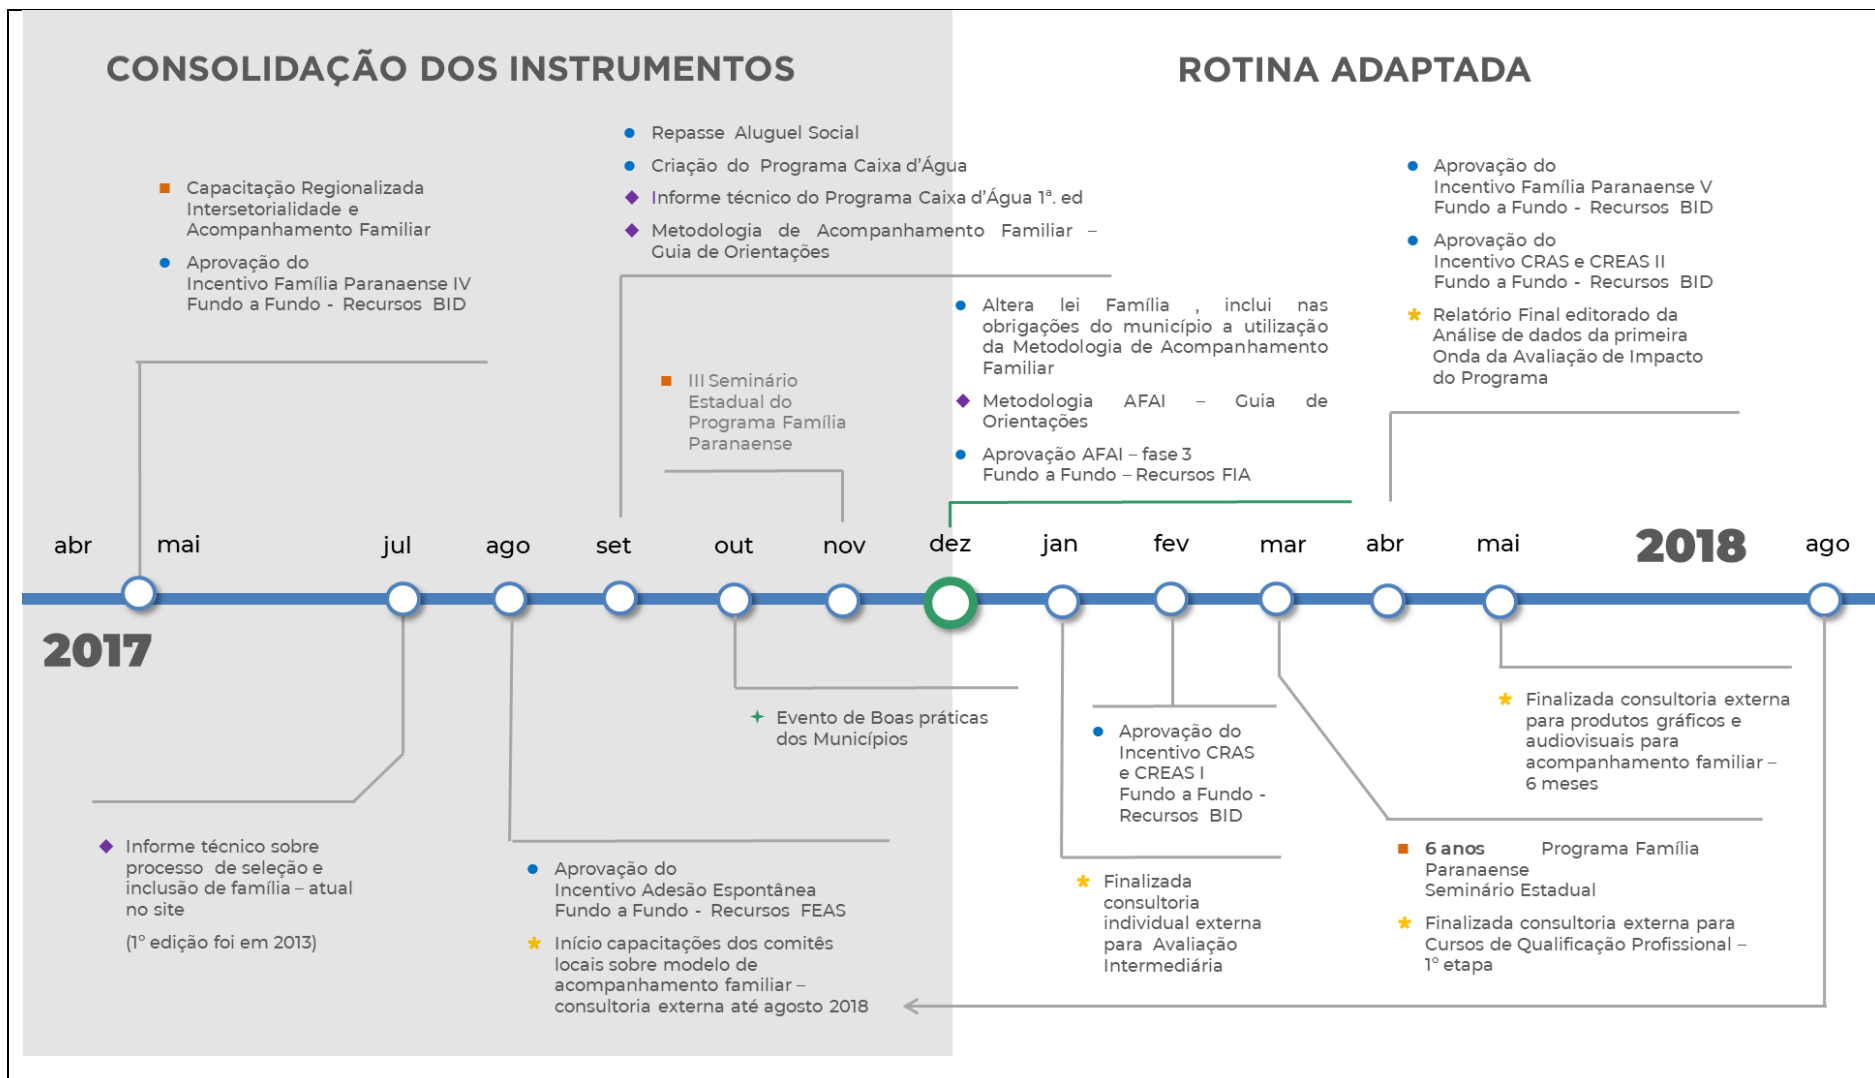 CONSOLIDAÇÃO DOS INSTRUMENTOS
ROTINA ADAPTADA
Capacitação Regionalizada
Intersetorialidade e
Acompanhamento Familiar
Aprovação do
Incentivo Família Paranaense IV
Fundo a Fundo - Recursos BID
Repasse Aluguel Social
Criação do Programa Caixa d’Água
Informe técnico do Programa Caixa d’Água 1ª. ed
Metodologia de Acompanhamento Familiar –
Guia de Orientações
III Seminário
Estadual do
Programa Família
Paranaense
Altera lei Família , inclui nas
obrigações do município a utilização
da Metodologia de Acompanhamento
Familiar
Metodologia AFAI – Guia de
Orientações
Aprovação AFAI – fase 3
Fundo a Fundo – Recursos FIA
Aprovação do
Incentivo Família Paranaense V
Fundo a Fundo - Recursos BID
Aprovação do
Incentivo CRAS e CREAS II
Fundo a Fundo - Recursos BID
Relatório Final editorado da
Análise de dados da primeira
Onda da Avaliação de Impacto
do Programa
abr mai jul ago set out nov dez jan fev mar abr mai 2018 ago
2017
Informe técnico sobre
processo de seleção e
inclusão de família – atual
no site
(1º edição foi em 2013)
Aprovação do
Incentivo Adesão Espontânea
Fundo a Fundo - Recursos FEAS
Início capacitações dos comitês
locais sobre modelo de
acompanhamento familiar –
consultoria externa até agosto 2018
Evento de Boas práticas
dos Municípios
Finalizada
consultoria
individual externa
para Avaliação
Intermediária
Aprovação do
Incentivo CRAS
e CREAS I
Fundo a Fundo -
Recursos BID
6 anos Programa Família
Paranaense
Seminário Estadual
Finalizada consultoria externa para
Cursos de Qualificação Profissional –
1º etapa
Finalizada consultoria externa
para produtos gráficos e
audiovisuais para
acompanhamento familiar –
6 meses